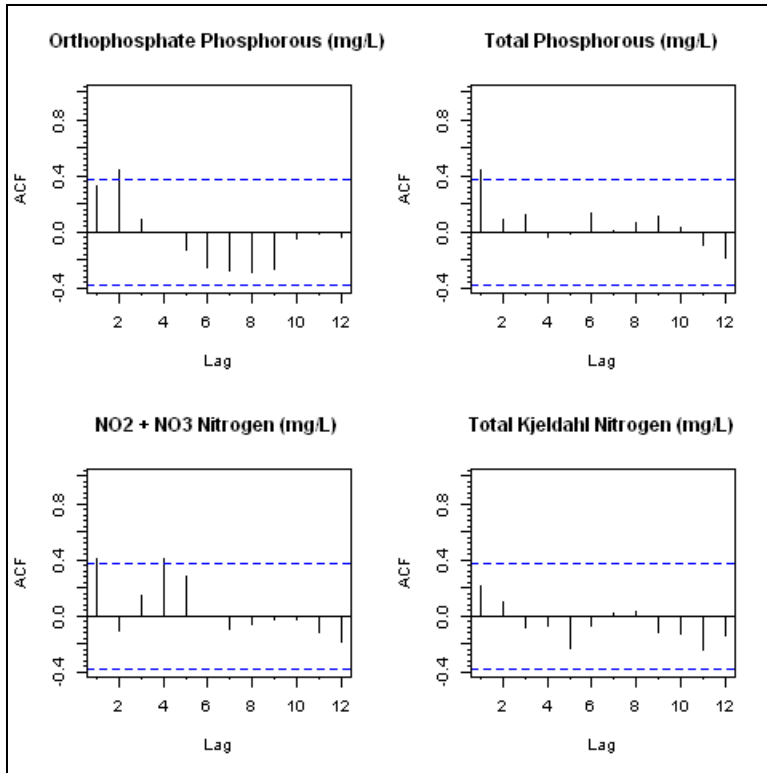 Orthophosphate Phosphorous (mg/L)
ACF
0.8
0.4
0.0
-0.4
2 4 6 8 10 12
Lag
Total Phosphorous (mg/L)
ACF
0.8
0.4
0.0
-0.4
2 4 6 8 10 12
Lag
NO2 + NO3 Nitrogen (mg/L)
ACF
0.8
0.4
0.0
-0.4
2 4 6 8 10 12
Lag
Total Kjeldahl Nitrogen (mg/L)
ACF
0.8
0.4
0.0
-0.4
2 4 6 8 10 12
Lag